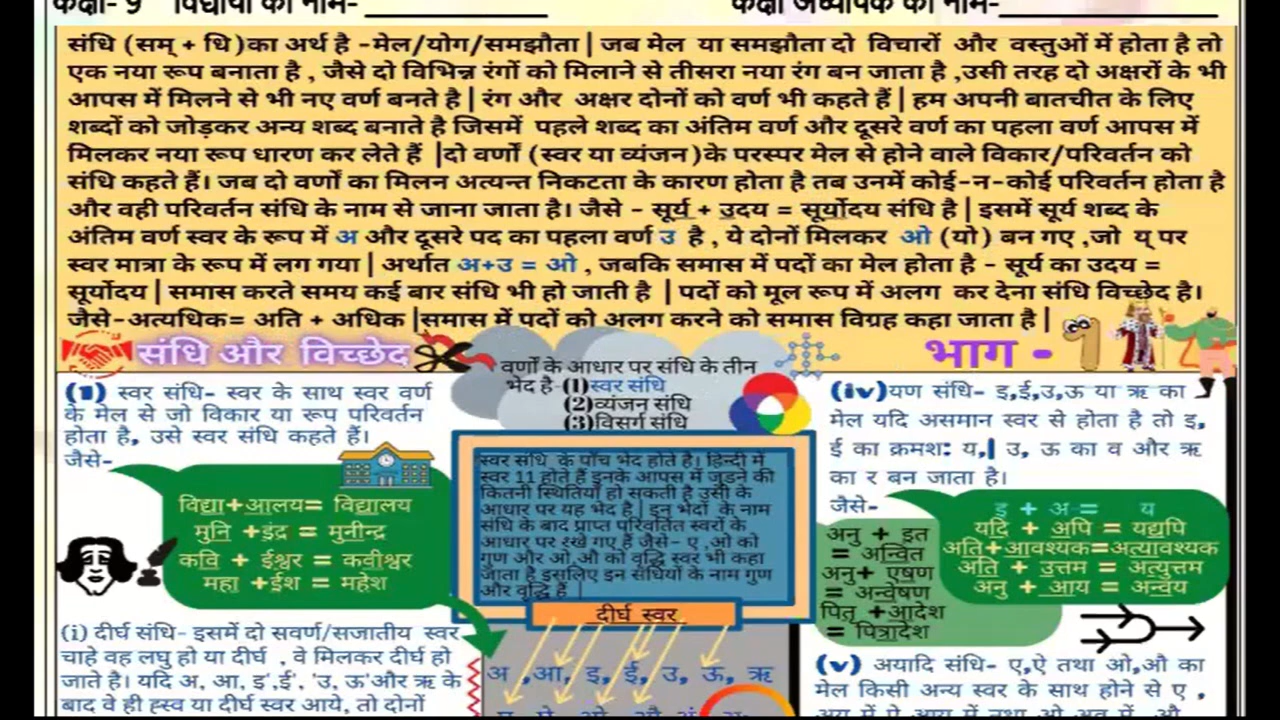 कक्षा- 9 विद्यार्थी का नाम- ____________ कक्षा अध्यापक का नाम-______________
संधि (सम् + धि )का अर्थ है -मेल/योग/समझौता | जब मेल या समझौता दो विचारों और वस्तुओं में होता है तो
एक नया रूप बनाता है , जैसे दो विभिन्न रंगों को मिलाने से तीसरा नया रंग बन जाता है ,उसी तरह दो अक्षरों के भी
आपस में मिलने से भी नए वर्ण बनते है | रंग और अक्षर दोनों को वर्ण भी कहते हैं | हम अपनी बातचीत के लिए
शब्दों को जोड़कर अन्य शब्द बनाते है जिसमें पहले शब्द का अंतिम वर्ण और दूसरे वर्ण का पहला वर्ण आपस में
मिलकर नया रूप धारण कर लेते हैं |दो वर्णों (स्वर या व्यंजन )के परस्पर मेल से होने वाले विकार/परिवर्तन को
संधि कहते हैं। जब दो वर्णों का मिलन अत्यन्त निकटता के कारण होता है तब उनमें कोई-न-कोई परिवर्तन होता है
और वही परिवर्तन संधि के नाम से जाना जाता है। जैसे - सूर्य + उदय = सूर्योदय संधि है | इसमें सूर्य शब्द के
अंतिम वर्ण स्वर के रूप में अ और दूसरे पद का पहला वर्ण उ है , ये दोनों मिलकर ओ (यो ) बन गए ,जो य् पर
स्वर मात्रा के रूप में लग गया | अर्थात अ+उ = ओ , जबकि समास में पदों का मेल होता है - सूर्य का उदय =
सूर्योदय | समास करते समय कई बार संधि भी हो जाती है | पदों को मूल रूप में अलग कर देना संधि विच्छेद है।
जैसे-अत्यधिक= अति + अधिक |समास में पदों को अलग करने को समास विग्रह कहा जाता है |
संधि और विच्छेद
भाग - 1
वर्णों के आधार पर संधि के तीन
भेद है-(1)स्वर संधि
(2)व्यंजन संधि
(3)विसर्ग संधि
(1) स्वर संधि- स्वर के साथ स्वर वर्ण
के मेल से जो विकार या रूप परिवर्तन
होता है, उसे स्वर संधि कहते हैं।
जैसे-
विद्या+आलय= विद्यालय
मुनि +इंद्र = मुनीन्द्र
कवि + ईश्वर = कवीश्वर
महा +ईश = महेश
(i) दीर्घ संधि- इसमें दो सवर्ण/सजातीय स्वर
चाहे वह लघु हो या दीर्घ , वे मिलकर दीर्घ हो
जाते है। यदि अ, आ, इ',ई', 'उ, ऊ'और ऋ के
बाद वे ही ह्स्व या दीर्घ स्वर आये, तो दोनों
स्वर संधि के पाँच भेद होते है। हिन्दी में
स्वर 11 होते हैं इनके आपस में जुड़ने की
कितनी स्थितियाँ हो सकती है उसी के
आधार पर यह भेद है | इन भेदों के नाम
संधि के बाद प्राप्त परिवर्तित स्वरों के
आधार पर रखे गए हैं जैसे- ए ,ओ को
गुण और ओ,औ को वृद्धि स्वर भी कहा
जाता है इसलिए इन संधियों के नाम गुण
और वृद्धि हैं |
दीर्घ स्वर
अ ,आ, इ, ई, उ, ऊ, ऋ
(iv)यण संधि- इ,ई,उ,ऊ या ऋ का
मेल यदि असमान स्वर से होता है तो इ,
ई का क्रमश: य,| उ, ऊ का व और ऋ
का र बन जाता है।
जैसे-
इ + अ = य
यदि + अपि = यद्यपि
अति+आवश्यक=अत्यावश्यक
अति + उत्तम = अत्युत्तम
अनु + आय = अन्वय
अनु + इत
= अन्वित
अनु+ एषण
= अन्वेषण
पितृ +आदेश
= पित्रादेश
(v) अयादि संधि- ए,ऐ तथा ओ,औ का
मेल किसी अन्य स्वर के साथ होने से ए ,